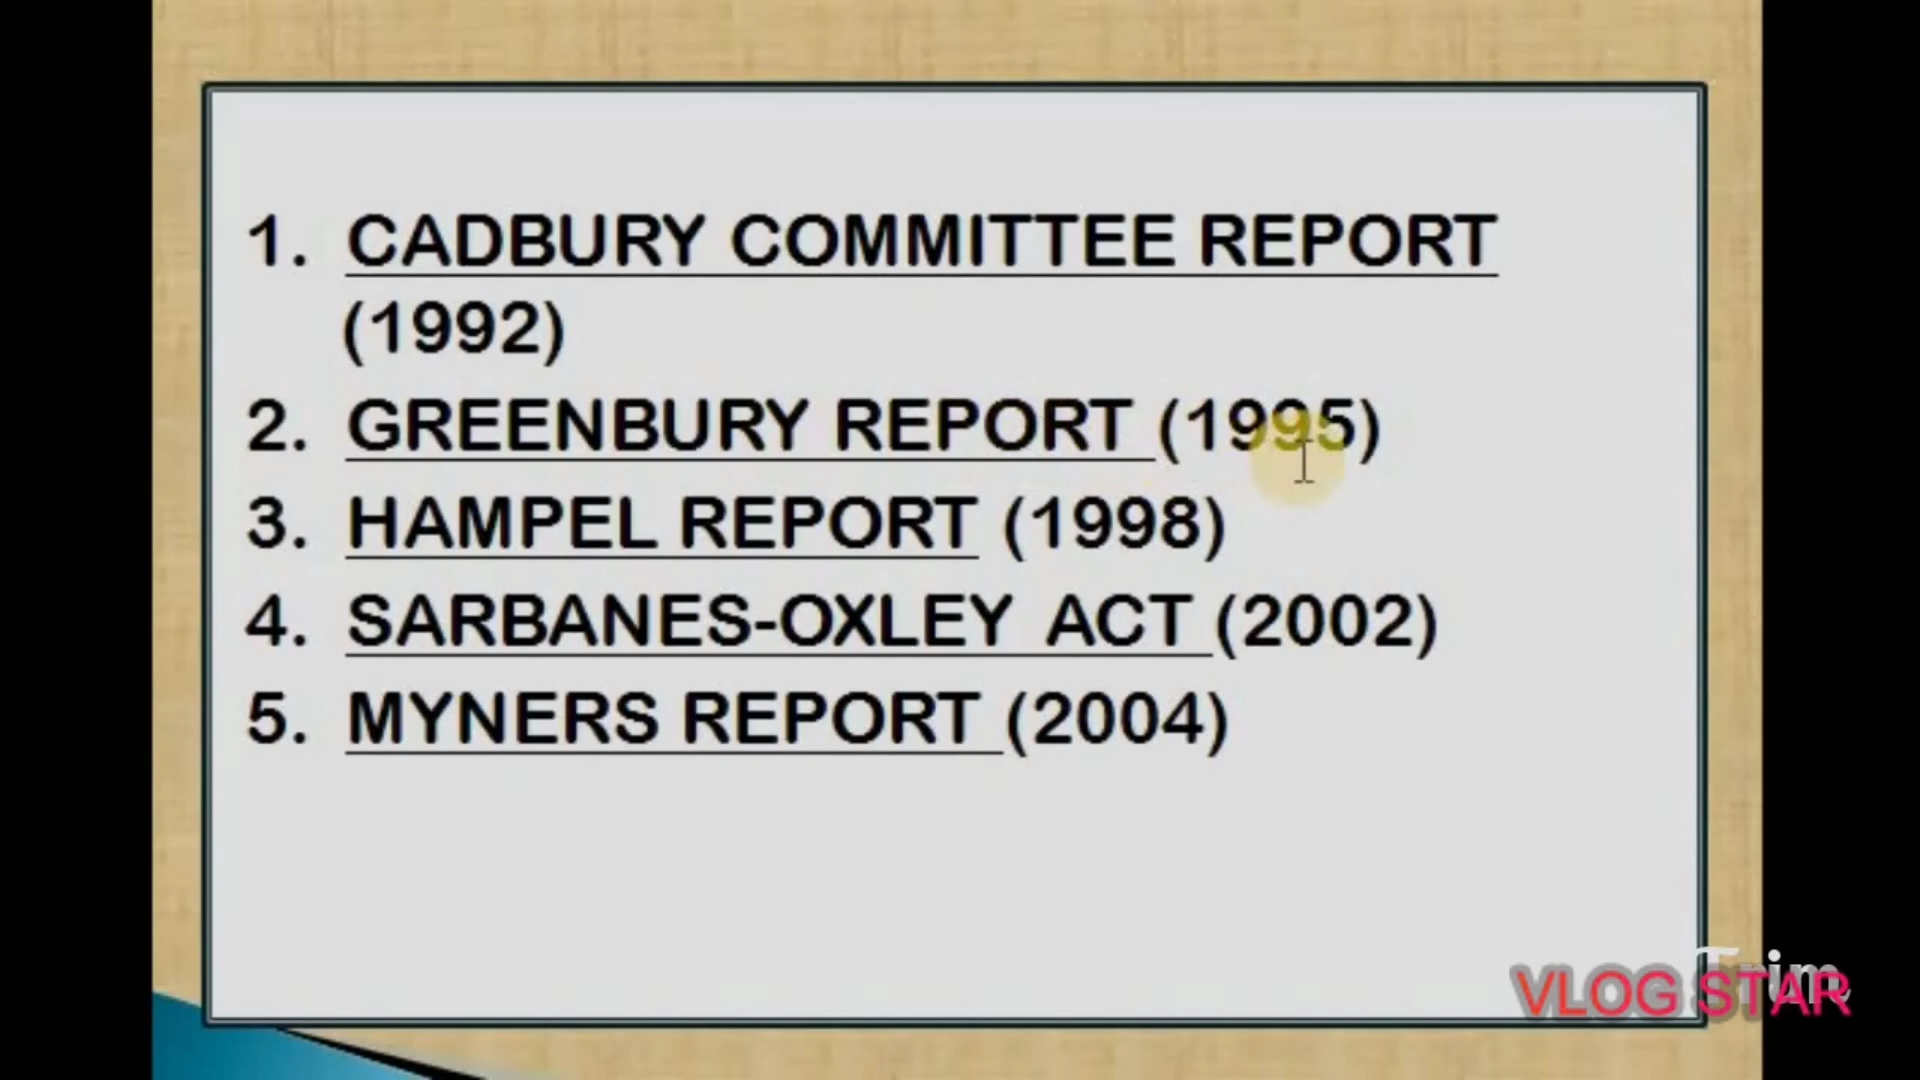 1. CADBURY COMMITTEE REPORT
(1992)
2. GREENBURY REPORT (1995)
3. HAMPEL REPORT (1998)
4. SARBANES-OXLEY ACT (2002)
5. MYNERS REPORT (2004)
VLOG STAR